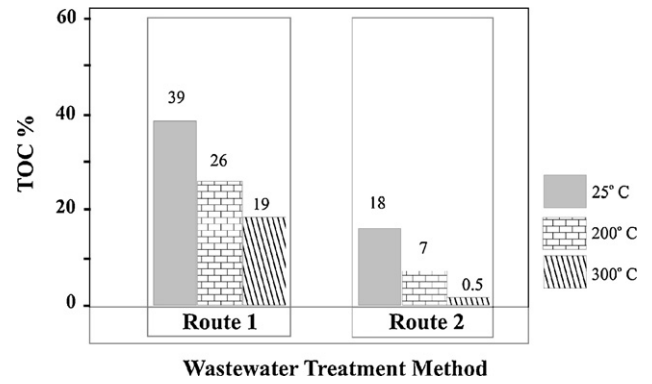 60
40
20
0
TOC %
39
26
19
18
7
0.5
25° C
200° C
300° C
Route 1
Route 2
Wastewater Treatment Method